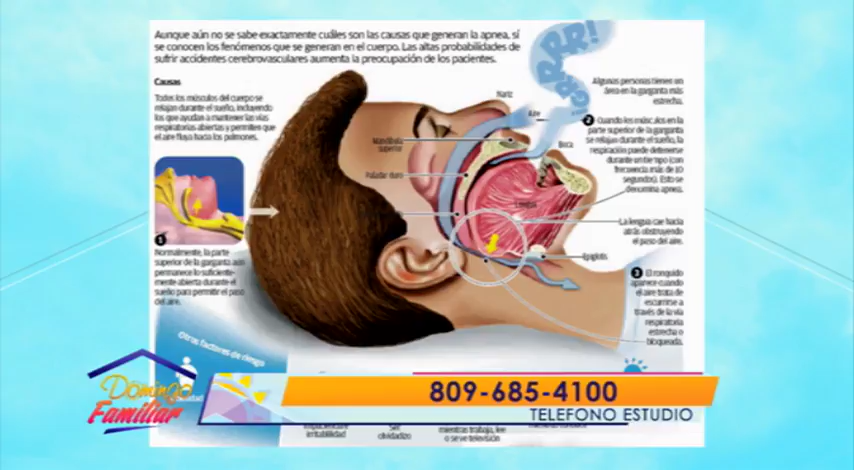 Aunque aún no se sabe exactamente cuáles son las causas que generan la apnea, sí
se conocen los fenómenos que se generan en el cuerpo. Las altas probabilidades de
sufrir accidentes cerebrovasculares aumenta la preocupación de los pacientes.
GRRRR!
Causas
Todos los músculos del cuerpo se
relajan durante el sueño, incluyendo
los que ayudan a mantener las vías
respiratorias abiertas y permiten que
el aire fluya hacia los pulmones.
1
Normalmente, la parte
superior de la garganta aún
permanece lo suficiente-
mente abierta durante el
sueño para permitir el paso
del aire.
Nariz
Aire
Mandíbula
superior
Boca
Paladar duro
Lengua
Epiglotis
Algunas personas tienen un
área en la garganta más
estrecha.
2 Cuando los músculos en la
parte superior de la garganta
se relajan durante el sueño, la
respiración puede detenerse
durante un tiempo (con
frecuencia más de 10
segundos). Esto se
denomina apnea.
La lengua cae hacia
atrás obstruyendo
el paso del aire.
3 El ronquido
aparece cuando
el aire trata de
escurrirse a
través de la vía
respiratoria
estrecha o
bloqueada.
Otros factores de riesgo
Domingo
Familiar
809-685-4100
TELEFONO ESTUDIO
irritabilidad
Ser
olvidadizo
mientras trabaja, lee
o se ve televisión